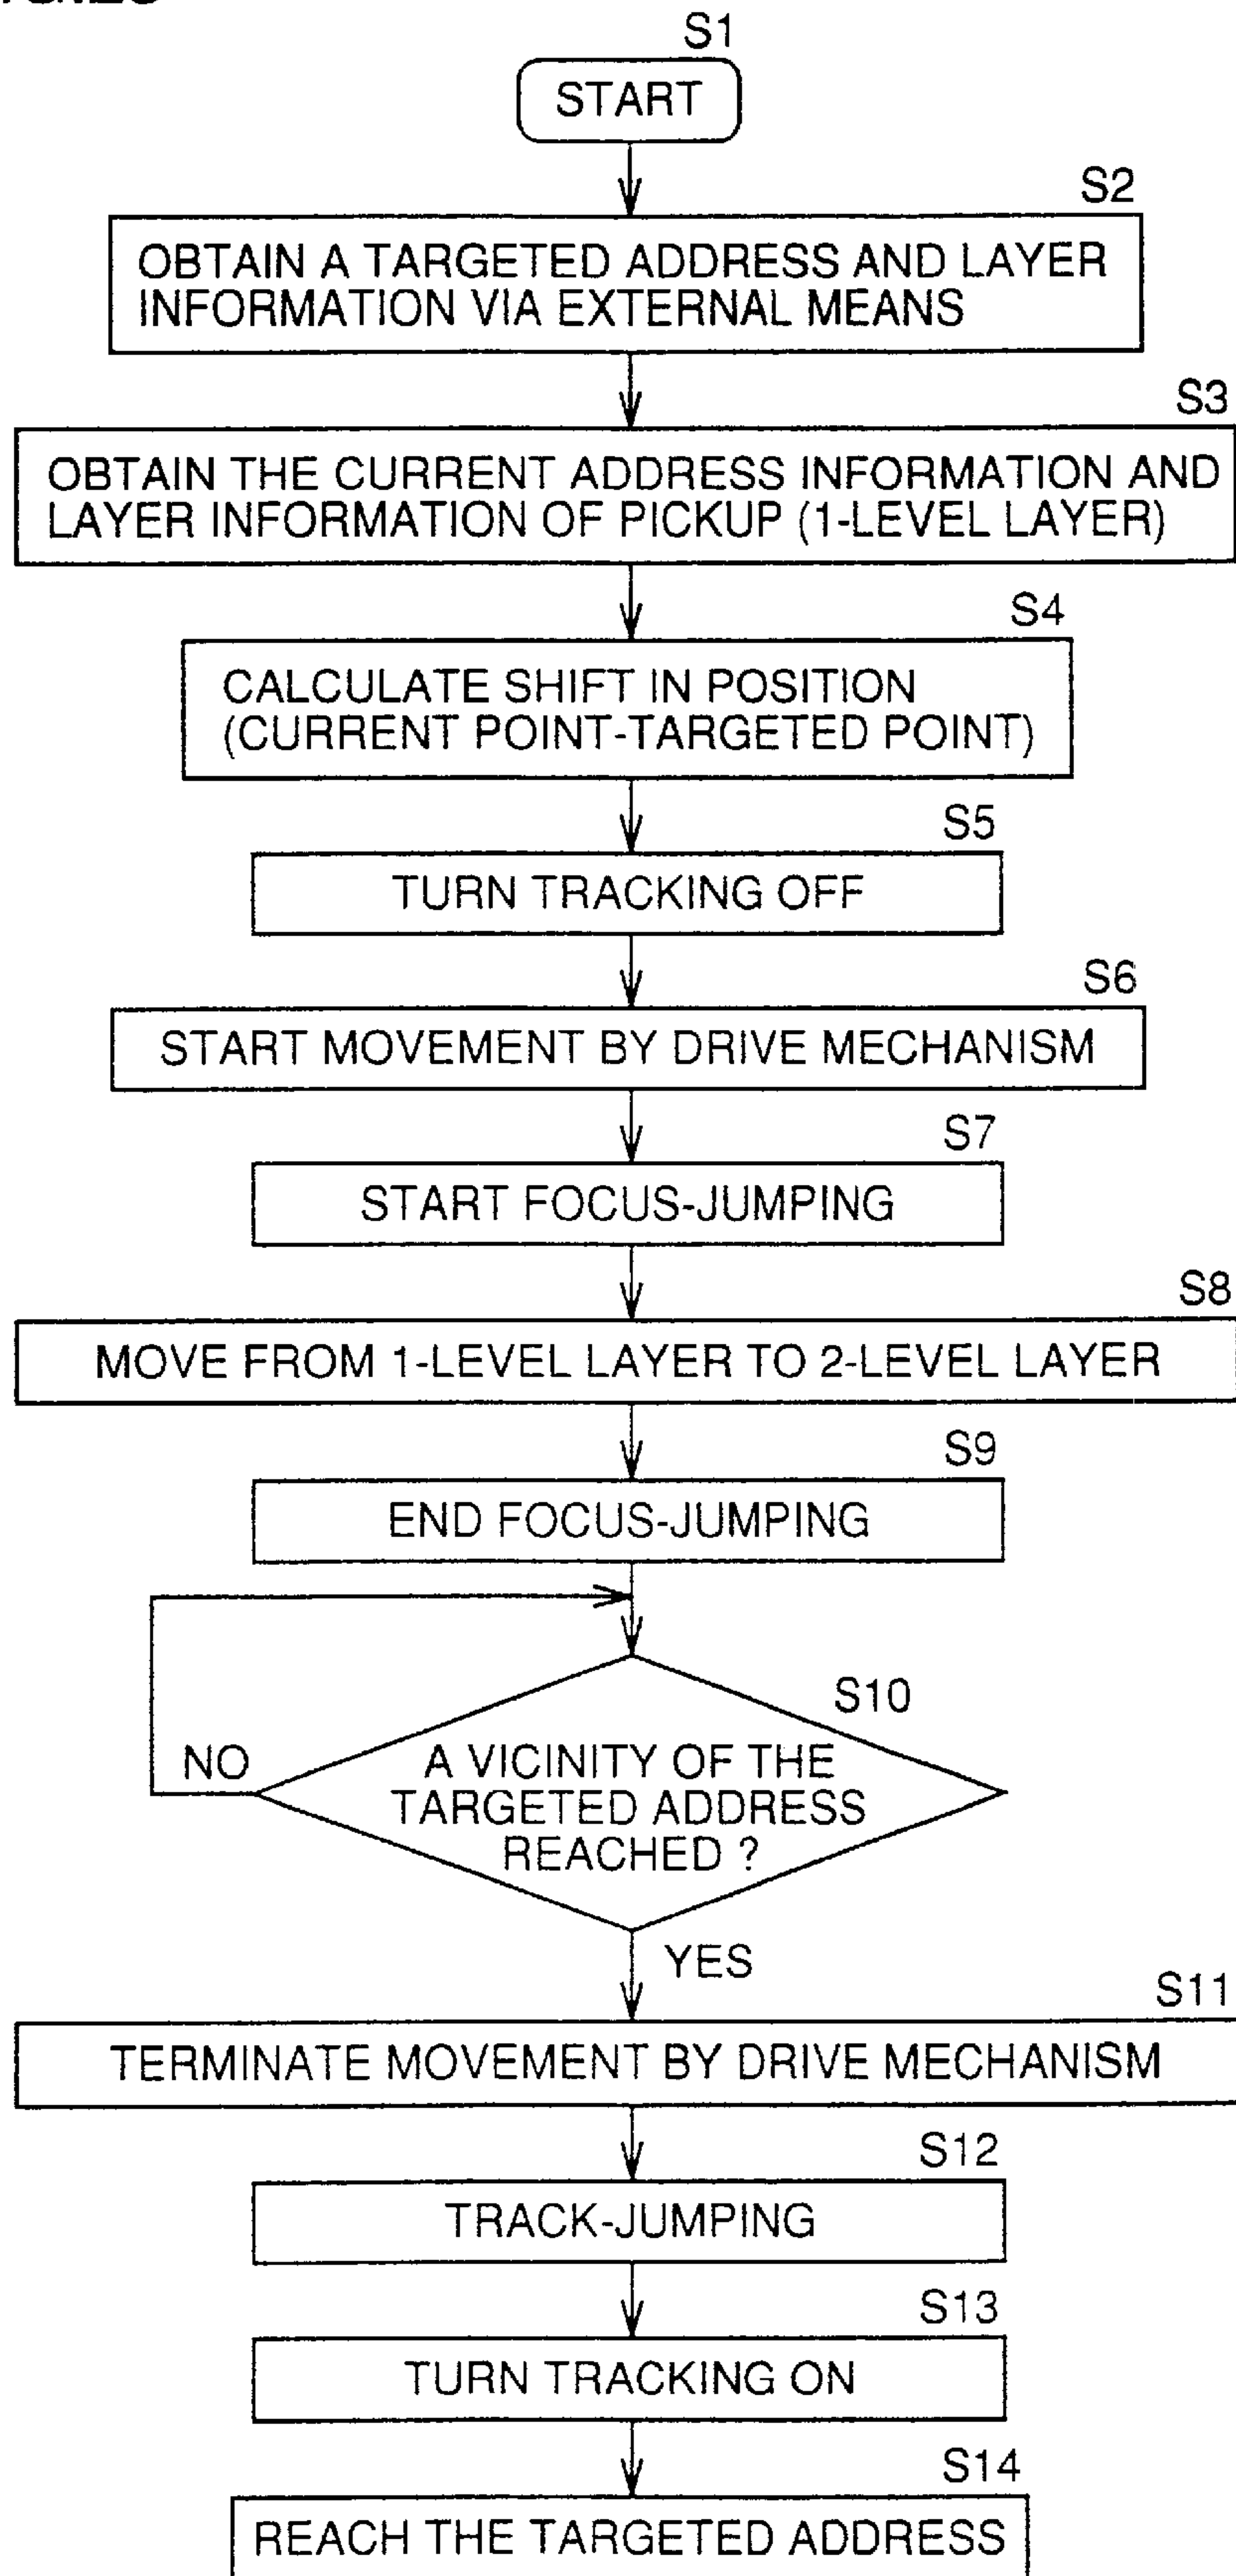 S1
START
S2
OBTAIN A TARGETED ADDRESS AND LAYER
INFORMATION VIA EXTERNAL MEANS
S3
OBTAIN THE CURRENT ADDRESS INFORMATION AND
LAYER INFORMATION OF PICKUP (1-LEVEL LAYER)
S4
CALCULATE SHIFT IN POSITION
(CURRENT POINT-TARGETED POINT)
S5
TURN TRACKING OFF
S6
START MOVEMENT BY DRIVE MECHANISM
S7
START FOCUS-JUMPING
S8
MOVE FROM 1-LEVEL LAYER TO 2-LEVEL LAYER
S9
END FOCUS-JUMPING
S10
NO
A VICINITY OF THE
TARGETED ADDRESS
REACHED ?
YES
S11
TERMINATE MOVEMENT BY DRIVE MECHANISM
S12
TRACK-JUMPING
S13
TURN TRACKING ON
S14
REACH THE TARGETED ADDRESS